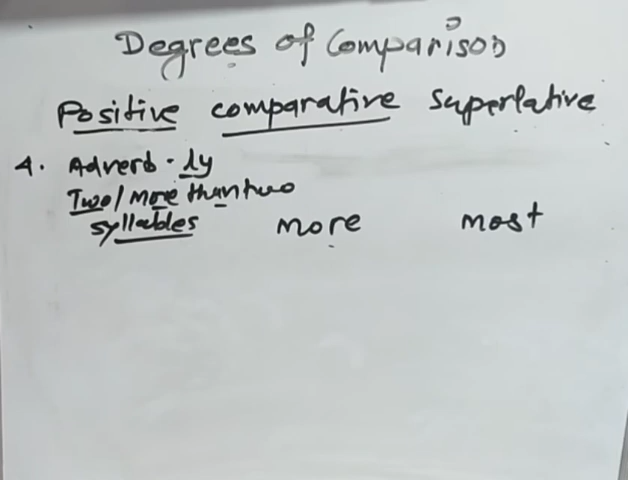 Degrees of Comparison
Positive comparative Superlative
4. Adverb - ly
Two/more than two
syllables more most